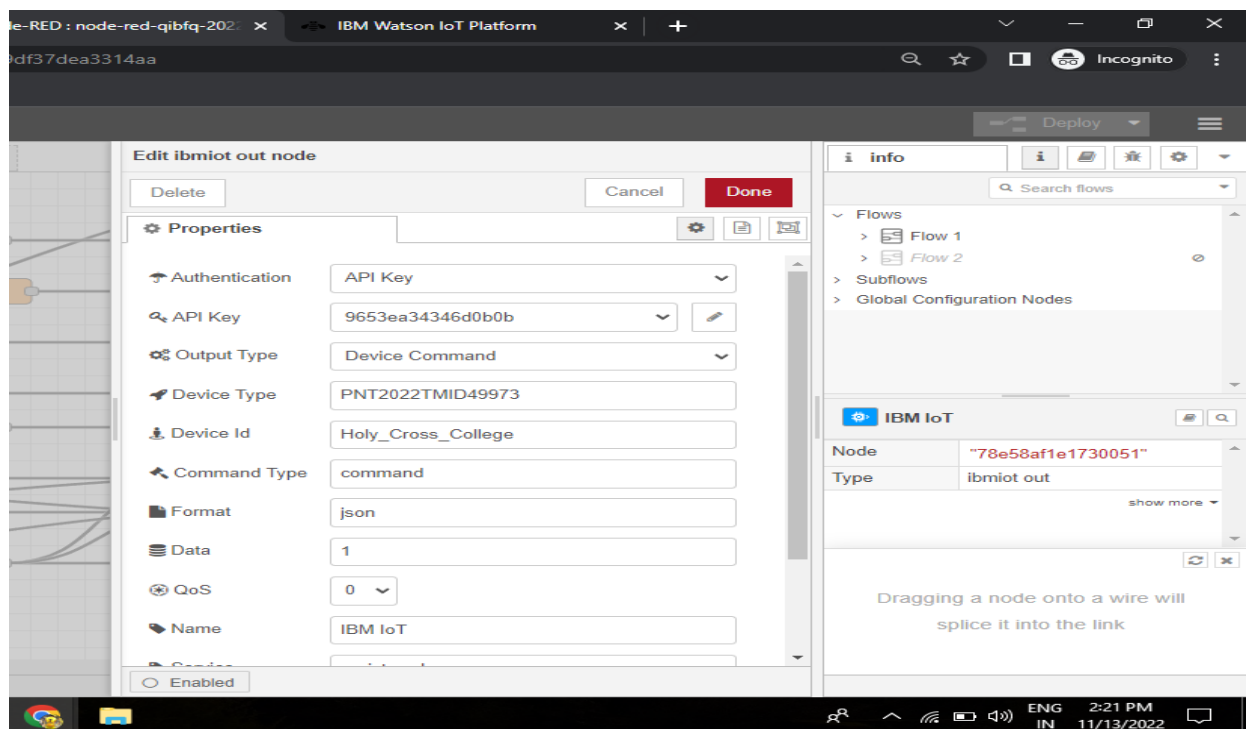 le-RED : node-red-qibfq-202
IBM Watson IoT Platform
9df37dea3314aa
Incognito
Deploy
Edit ibmiot out node
Delete
Cancel
Done
Properties
Authentication
API Key
API Key
9653ea34346d0b0b
Output Type
Device Command
Device Type
PNT2022TMID49973
Device Id
Holy_Cross_College
Command Type
command
Format
json
Data
1
QoS
0
Name
IBM IoT
Enabled
i info
i
Search flows
Flows
Flow 1
Flow 2
Subflows
Global Configuration Nodes
IBM IoT
Node
"78e58af1e1730051"
Type
ibmiot out
show more
Dragging a node onto a wire will
splice it into the link
ENG
IN
2:21 PM
11/13/2022